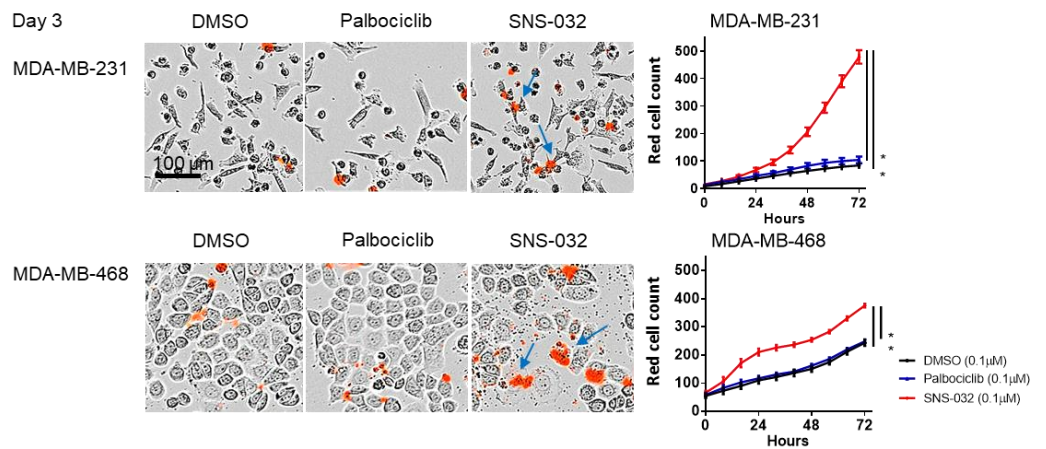 Day 3
DMSO Palbociclib SNS-032 MDA-MB-231
MDA-MB-231
100 µm
Red cell count
500
400
300
200
100
0
0 24 48 72
Hours
*
*
DMSO Palbociclib SNS-032 MDA-MB-468
MDA-MB-468
Red cell count
500
400
300
200
100
0
0 24 48 72
Hours
*
*
DMSO (0.1µM)
Palbociclib (0.1µM)
SNS-032 (0.1µM)